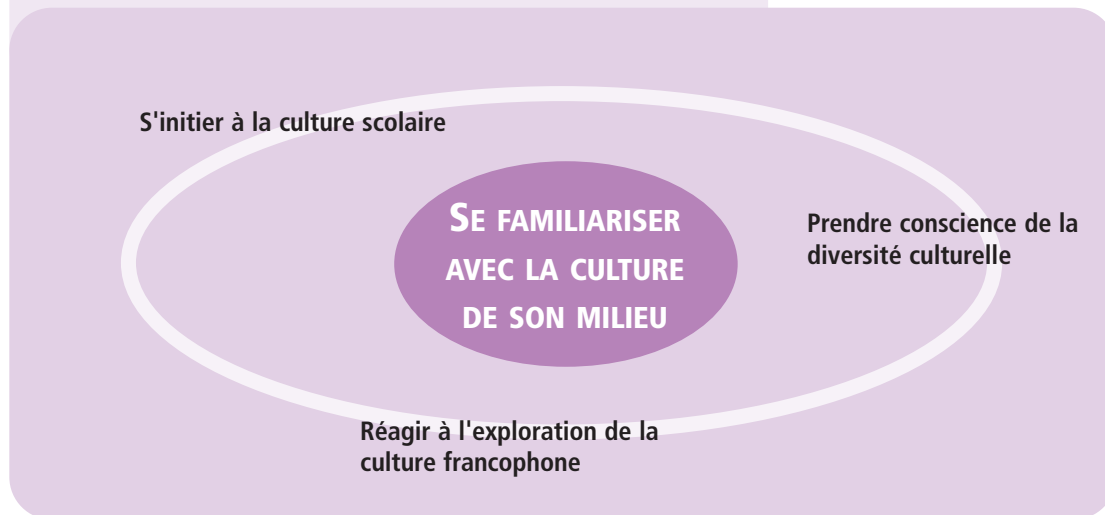 S'initier à la culture scolaire
SE FAMILIARISER
AVEC LA CULTURE
DE SON MILIEU
Prendre conscience de la
diversité culturelle
Réagir à l'exploration de la
culture francophone